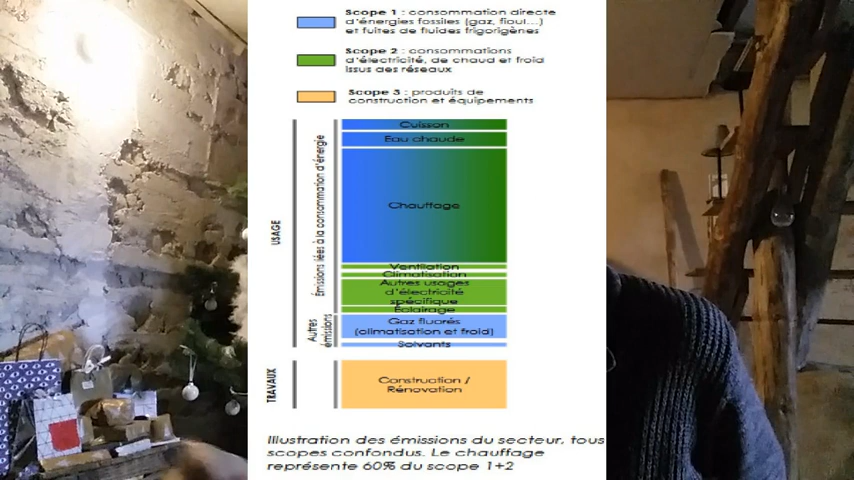 Scope 1 : consommation directe
d'énergies fossiles (gaz, fioul...)
et fuites de fluides frigorigènes
Scope 2 : consommations
d'électricité, de chaud et froid
issus des réseaux
Scope 3 : produits de
construction et équipements
USAGE
Émissions liées à la consommation d'énergie
Cuisson
Eau chaude
Chauffage
Ventilation
Climatisation
Autres usages
d'électricité
spécifique
Éclairage
Autres
émissions
Gaz fluorés
(climatisation et froid)
Solvants
TRAVAUX
Construction /
Rénovation
Illustration des émissions du secteur, tous
scopes confondus. Le chauffage
représente 60% du scope 1+2